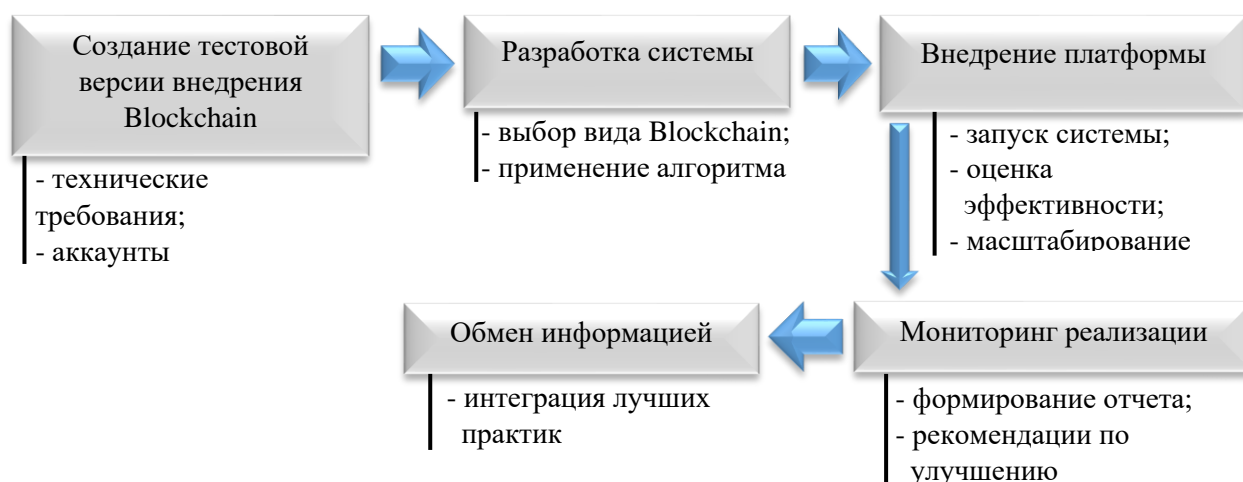 Создание тестовой
версии внедрения
Blockchain
- технические
требования;
- аккаунты
Разработка системы
- выбор вида Blockchain;
- применение алгоритма
Внедрение платформы
- запуск системы;
- оценка
эффективности;
- масштабирование
Мониторинг реализации
- формирование отчета;
- рекомендации по
улучшению
Обмен информацией
- интеграция лучших
практик